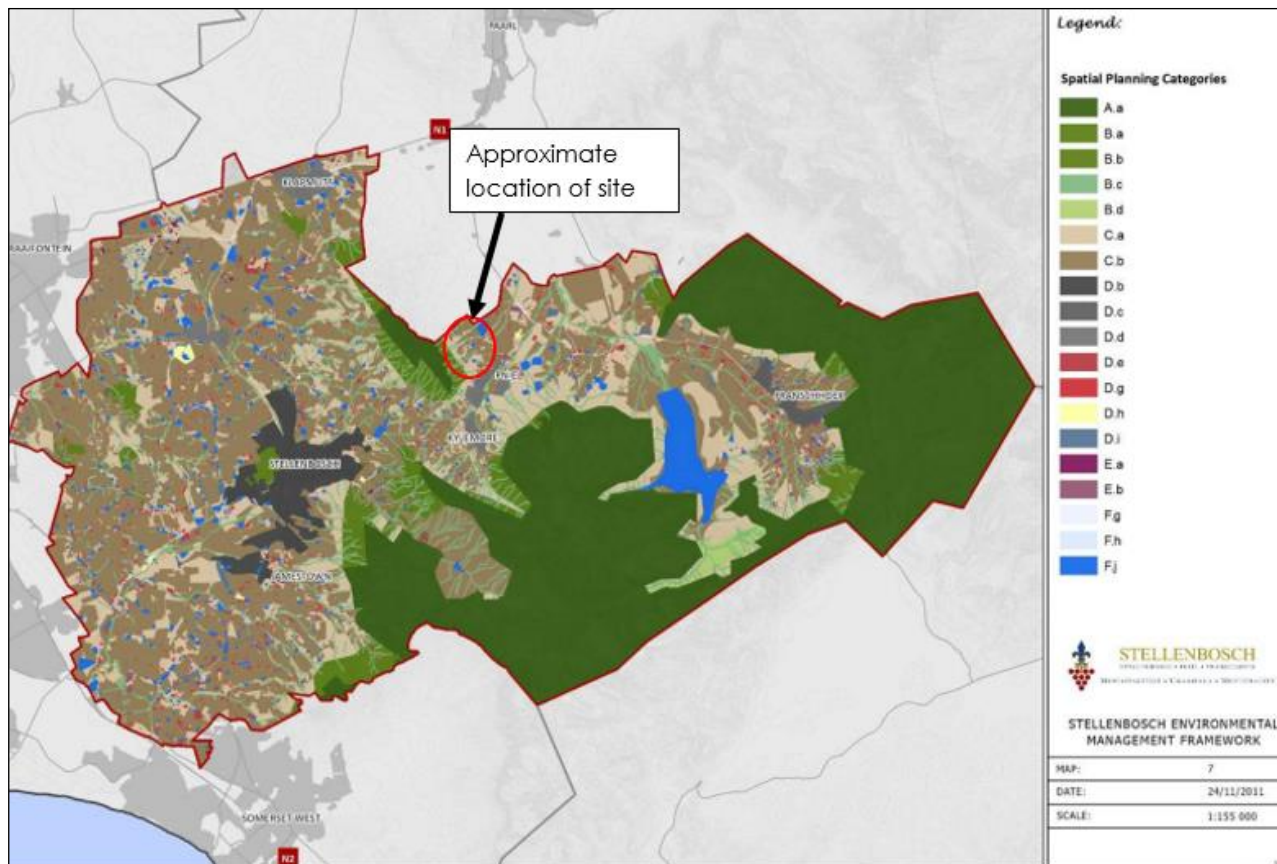 PAARL
N1
Approximate
location of site
KLAPMUTS
PNIEL
KYLEMORE
FRANSCHHOEK
STELLENBOSCH
JAMESTOWN
SOMERSET WEST
N2
Legend:
Spatial Planning Categories
A.a
B.a
B.b
B.c
B.d
C.a
C.b
D.b
D.c
D.d
D.e
D.g
D.h
D.i
E.a
E.b
F.g
F.h
F.j
STELLENBOSCH
STELLENBOSCH ENVIRONMENTAL
MANAGEMENT FRAMEWORK
MAP: 7
DATE: 24/11/2011
SCALE: 1:155 000